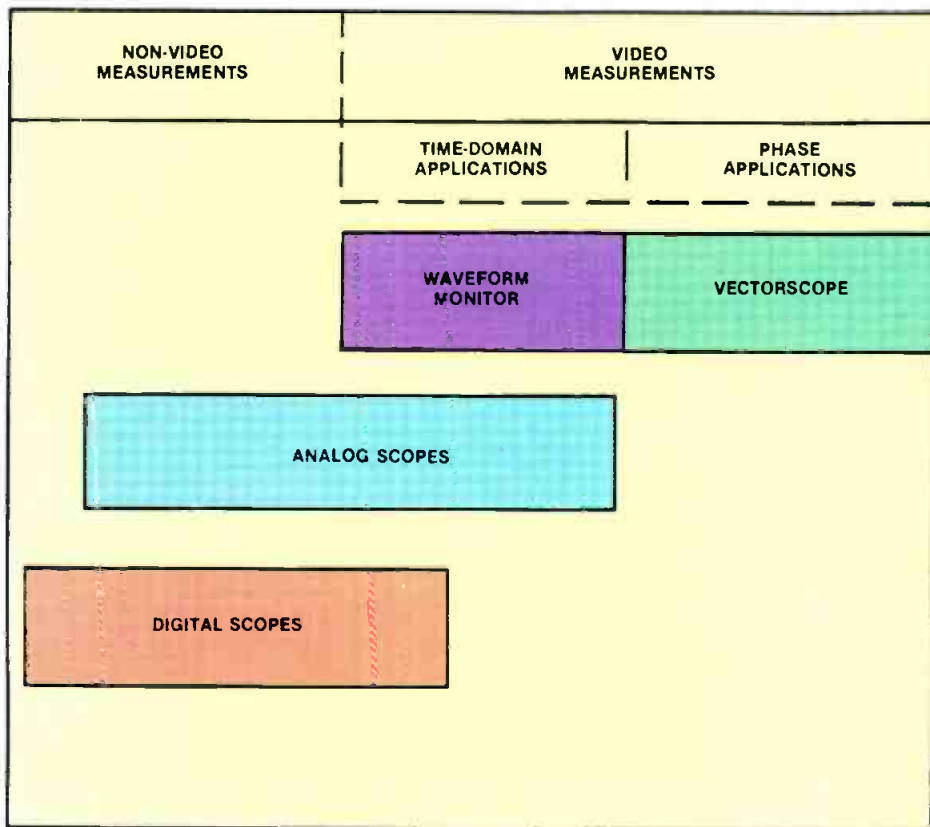 NON-VIDEO
MEASUREMENTS
VIDEO
MEASUREMENTS
TIME-DOMAIN
APPLICATIONS
PHASE
APPLICATIONS
WAVEFORM
MONITOR
VECTORSCOPE
ANALOG SCOPES
DIGITAL SCOPES